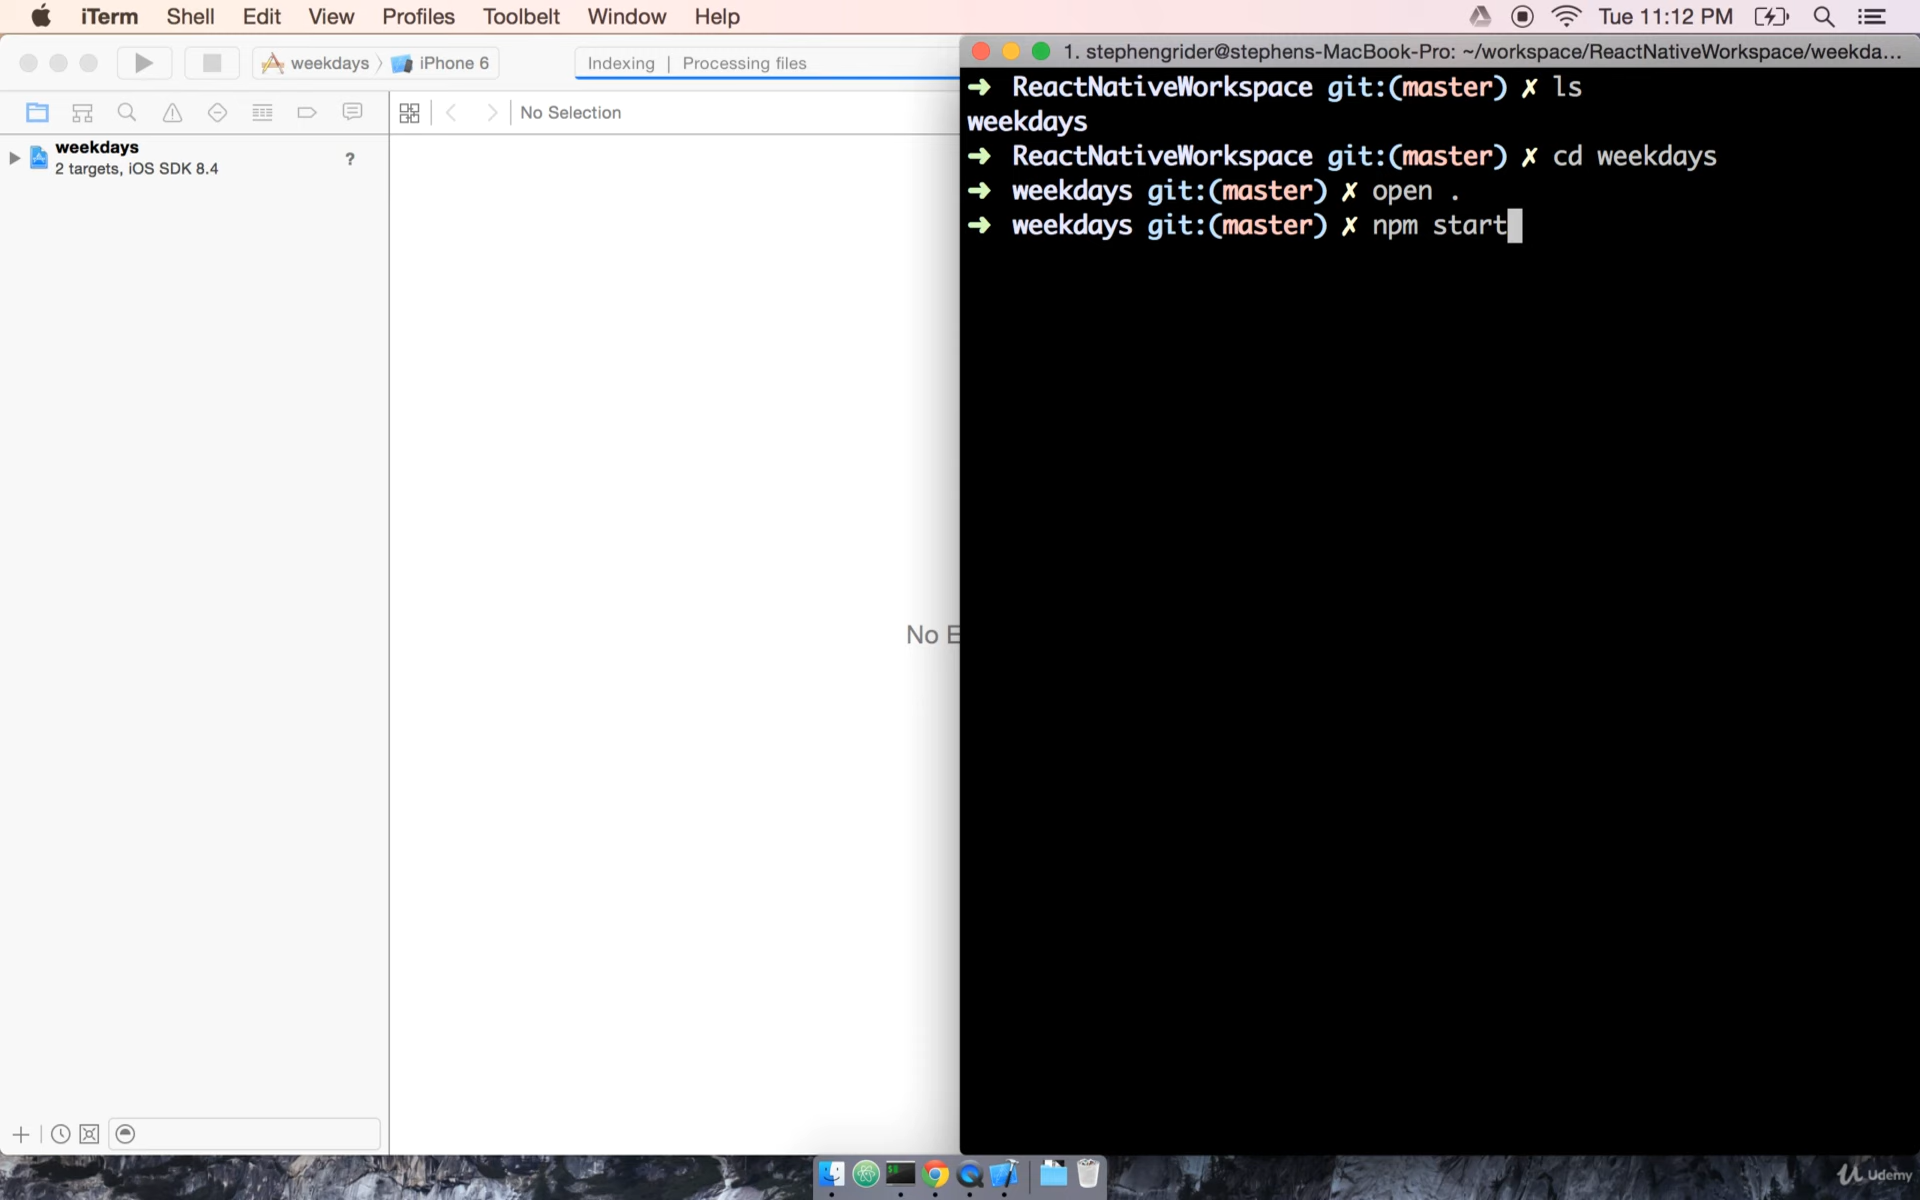 iTerm Shell Edit View Profiles Toolbelt Window Help Tue 11:12 PM
weekdays iPhone 6 Indexing | Processing files
1. stephengrider@stephens-MacBook-Pro: ~/workspace/ReactNativeWorkspace/weekda...
No Selection
weekdays
2 targets, iOS SDK 8.4 ?
No E
➜ ReactNativeWorkspace git:(master) ✗ ls
weekdays
➜ ReactNativeWorkspace git:(master) ✗ cd weekdays
➜ weekdays git:(master) ✗ open .
➜ weekdays git:(master) ✗ npm start
Udemy